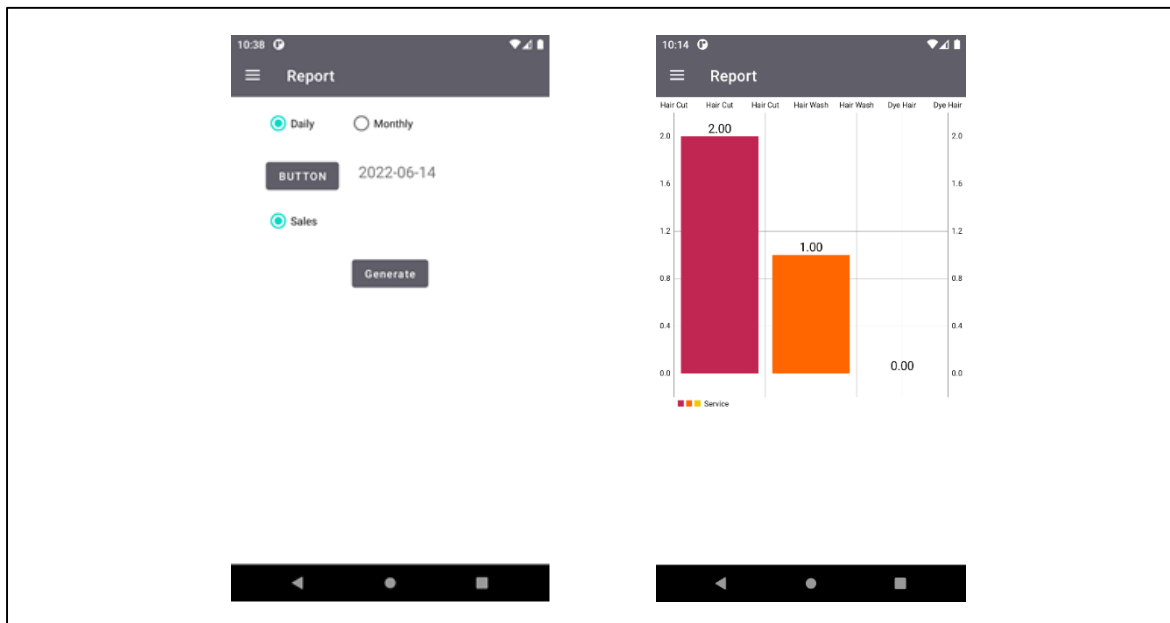 10:38
Report
Daily Monthly
BUTTON 2022-06-14
Sales
Generate
10:14
Report
Hair Cut Hair Cut Hair Cut Hair Wash Hair Wash Dye Hair Dye Hair
2.00
2.0 2.0
1.6 1.6
1.2 1.2
1.00
0.8 0.8
0.4 0.4
0.00
0.0 0.0
Service